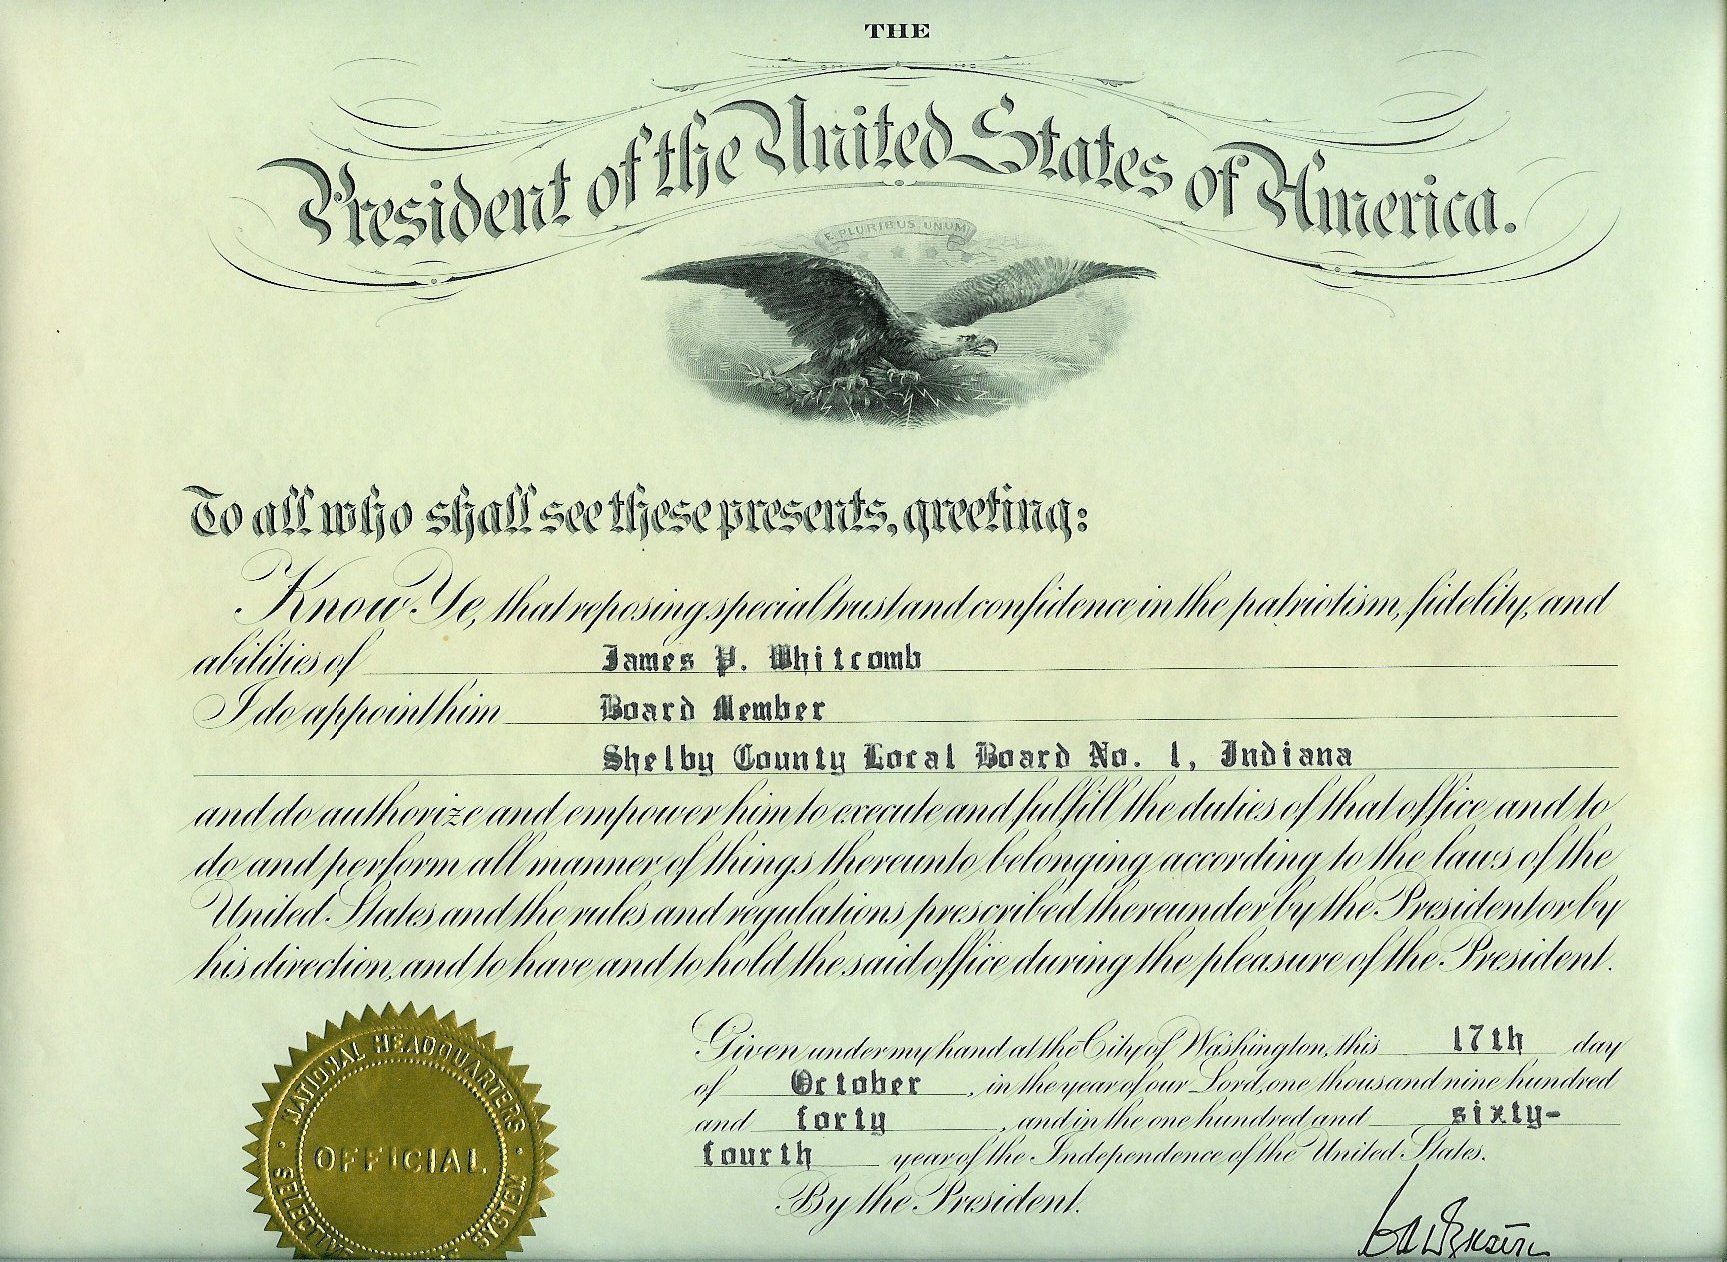 THE
President of the United States of America.
E PLURIBUS UNUM
To all who shall see these presents, greeting:
Know Ye, that reposing special trust and confidence in the patriotism, fidelity, and
abilities of James P. Whitcomb
I do appoint him Board Member
Shelby County Local Board No. 1, Indiana
and do authorize and empower him to execute and fulfill the duties of that office and to
do and perform all manner of things thereunto belonging according to the laws of the
United States and the rules and regulations prescribed thereunder by the President or by
his direction, and to have and to hold the said office during the pleasure of the President.
Given under my hand at the City of Washington, this 17th day
of October, in the year of our Lord, one thousand nine hundred
and forty, and in the one hundred and sixty-
fourth year of the Independence of the United States.
By the President.
NATIONAL HEADQUARTERS
OFFICIAL
SELECTIVE SYSTEM